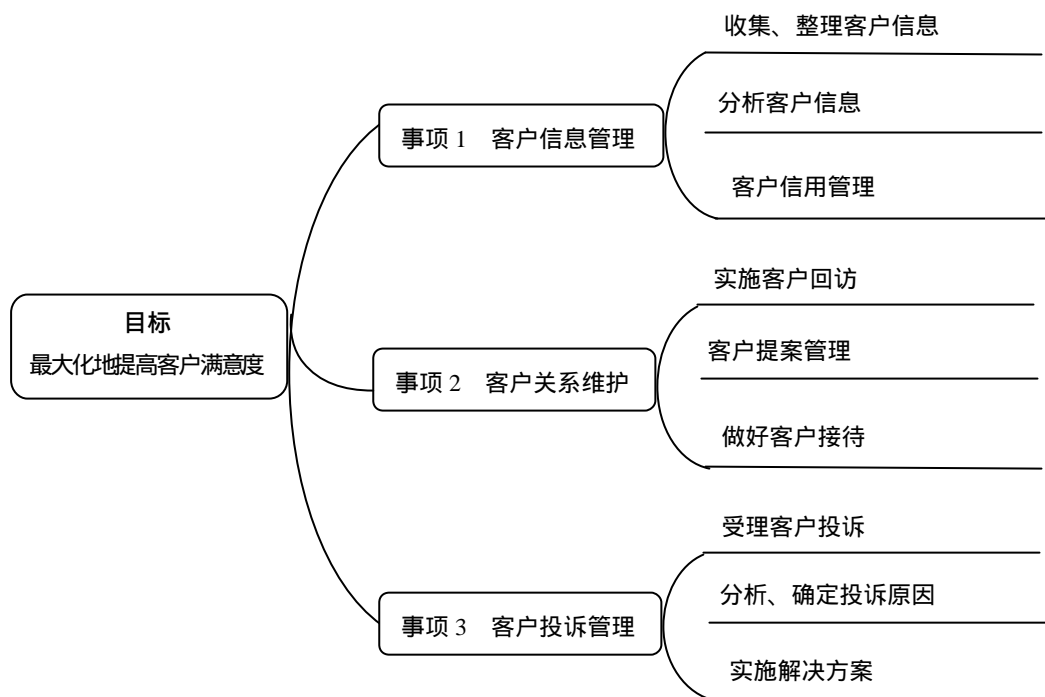 目标
最大化地提高客户满意度
事项 1　客户信息管理
收集、整理客户信息
分析客户信息
客户信用管理
事项 2　客户关系维护
实施客户回访
客户提案管理
做好客户接待
事项 3　客户投诉管理
受理客户投诉
分析、确定投诉原因
实施解决方案